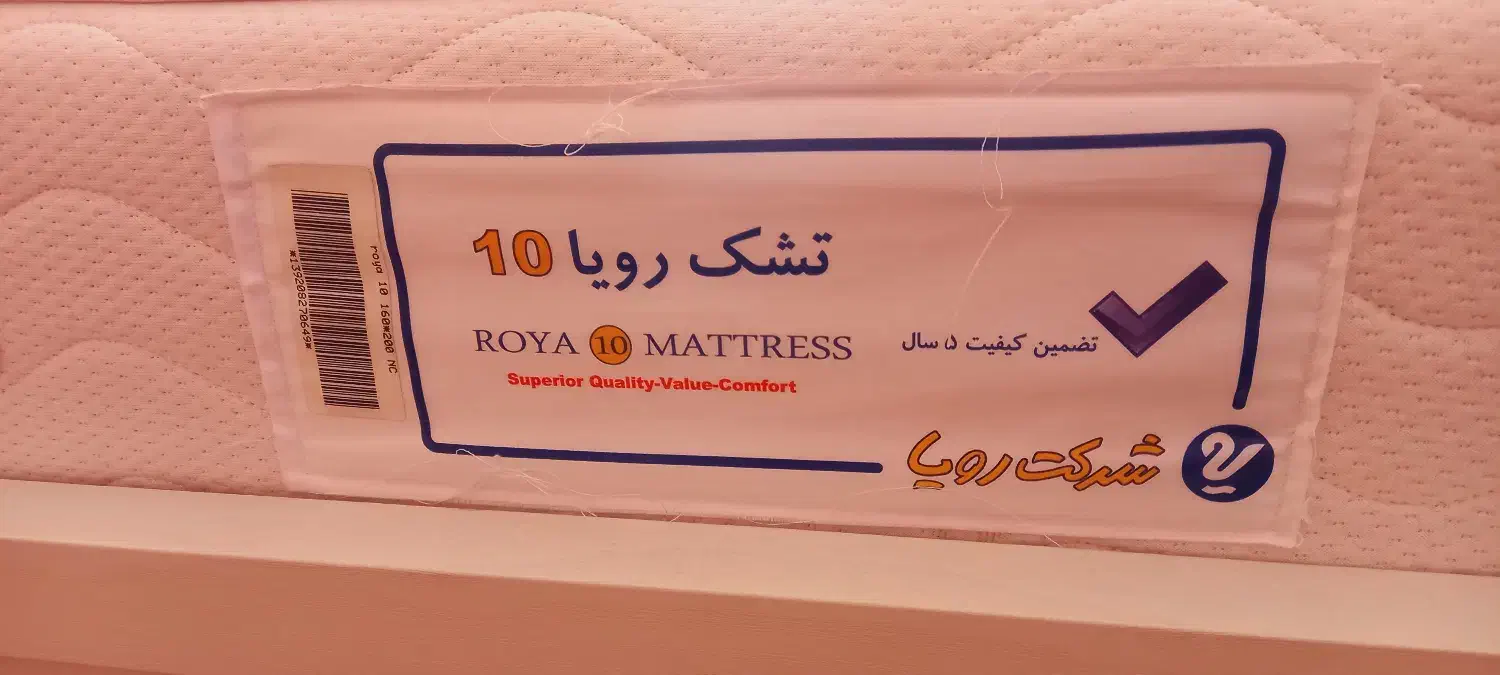 تشک رویا 10
ROYA 10 MATTRESS
Superior Quality-Value-Comfort
تضمین کیفیت ۵ سال
شرکت رویا
roya 10 160*200 NC
*139208270649*